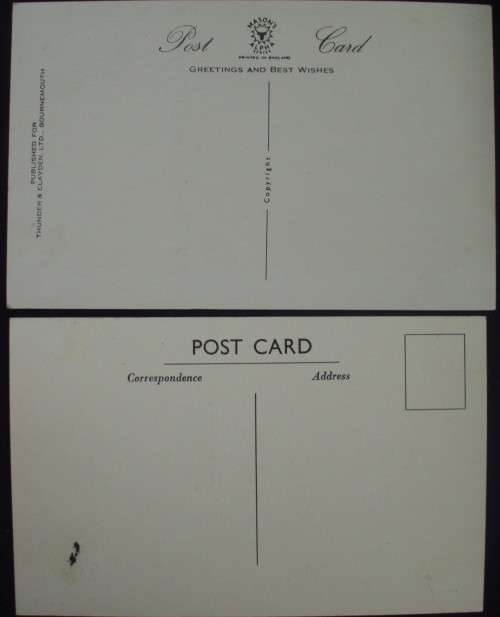 Post Card
MASON'S
ALPHA
SERIES
PRINTED IN ENGLAND
GREETINGS AND BEST WISHES
PUBLISHED FOR
THUNDER & CLAYDEN, LTD., BOURNEMOUTH
Copyright
POST CARD
Correspondence
Address